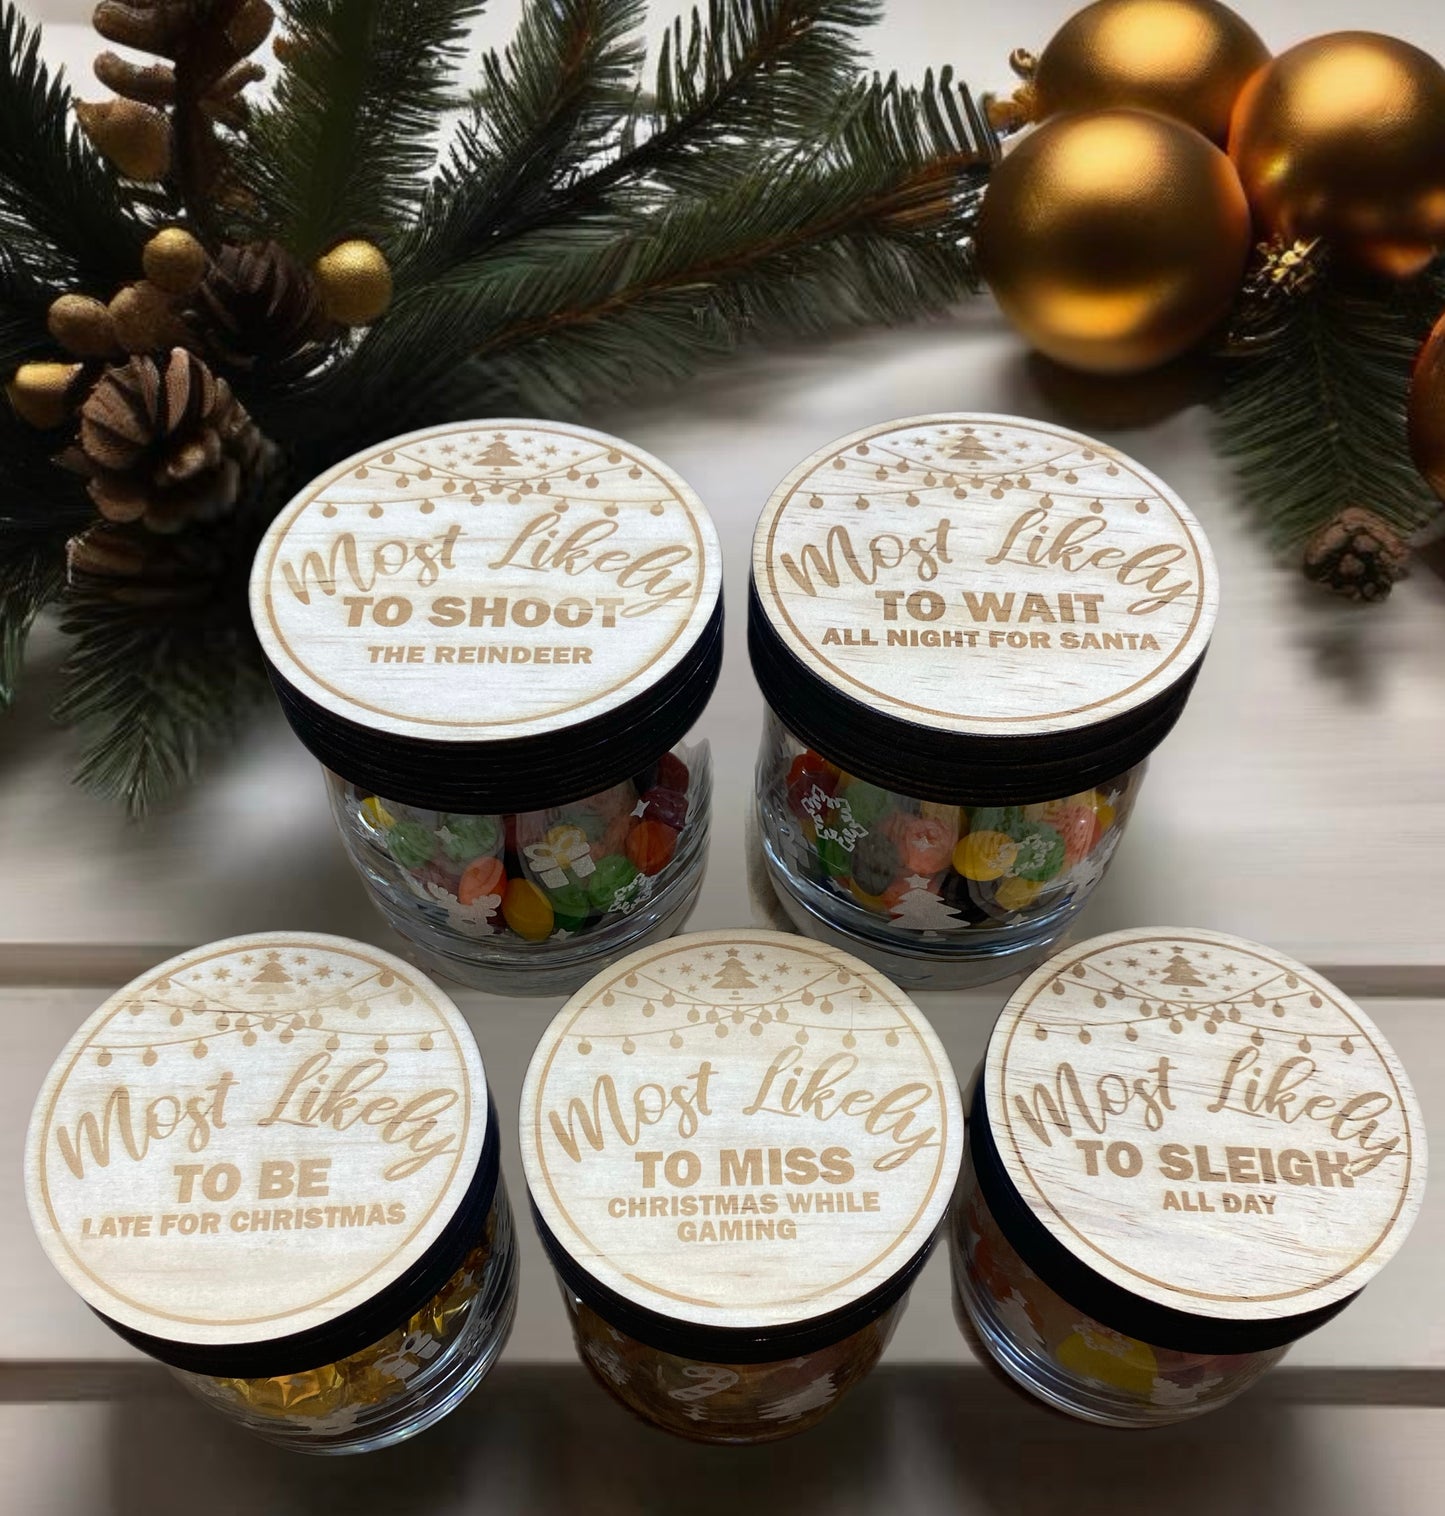 Most Likely
TO SHOOT
THE REINDEER
Most Likely
TO WAIT
ALL NIGHT FOR SANTA
Most Likely
TO BE
LATE FOR CHRISTMAS
Most Likely
TO MISS
CHRISTMAS WHILE
GAMING
Most Likely
TO SLEIGH
ALL DAY